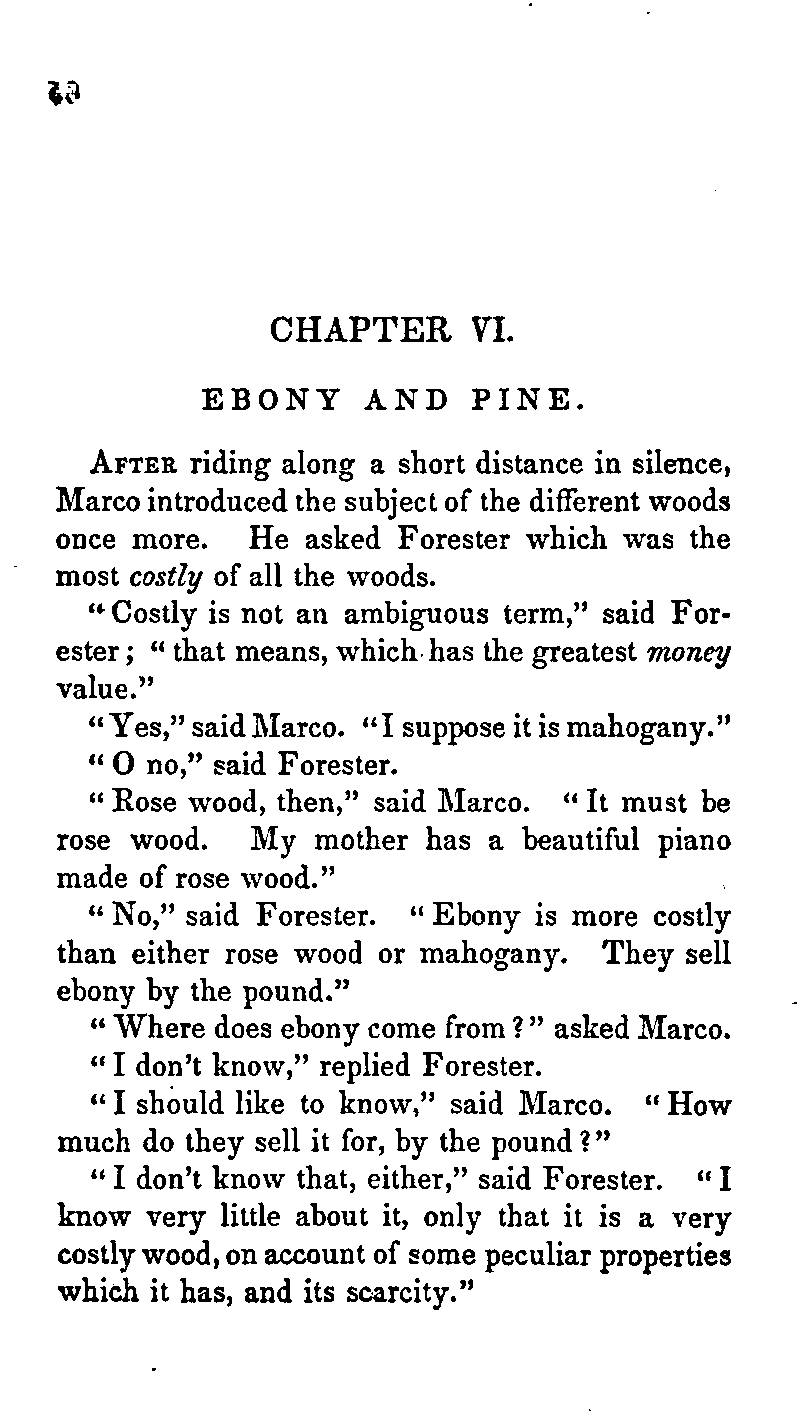 CHAPTER VI.
EBONY AND PINE.
After riding along a short distance in silence,
Marco introduced the subject of the different woods
once more. He asked Forester which was the
most costly of all the woods.
“Costly is not an ambiguous term,” said For-
ester; “that means, which has the greatest money
value.”
“Yes,” said Marco. “I suppose it is mahogany.”
“O no,” said Forester.
“Rose wood, then,” said Marco. “It must be
rose wood. My mother has a beautiful piano
made of rose wood.”
“No,” said Forester. “Ebony is more costly
than either rose wood or mahogany. They sell
ebony by the pound.”
“Where does ebony come from?” asked Marco.
“I don’t know,” replied Forester.
“I should like to know,” said Marco. “How
much do they sell it for, by the pound?”
“I don’t know that, either,” said Forester. “I
know very little about it, only that it is a very
costly wood, on account of some peculiar properties
which it has, and its scarcity.”